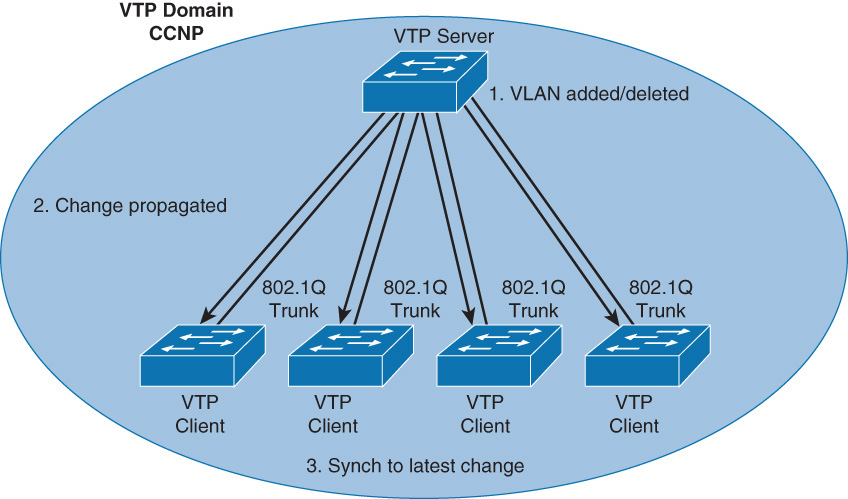 VTP Domain
CCNP
VTP Server
1. VLAN added/deleted
2. Change propagated
802.1Q
Trunk
802.1Q
Trunk
802.1Q
Trunk
802.1Q
Trunk
VTP
Client
VTP
Client
VTP
Client
VTP
Client
3. Synch to latest change